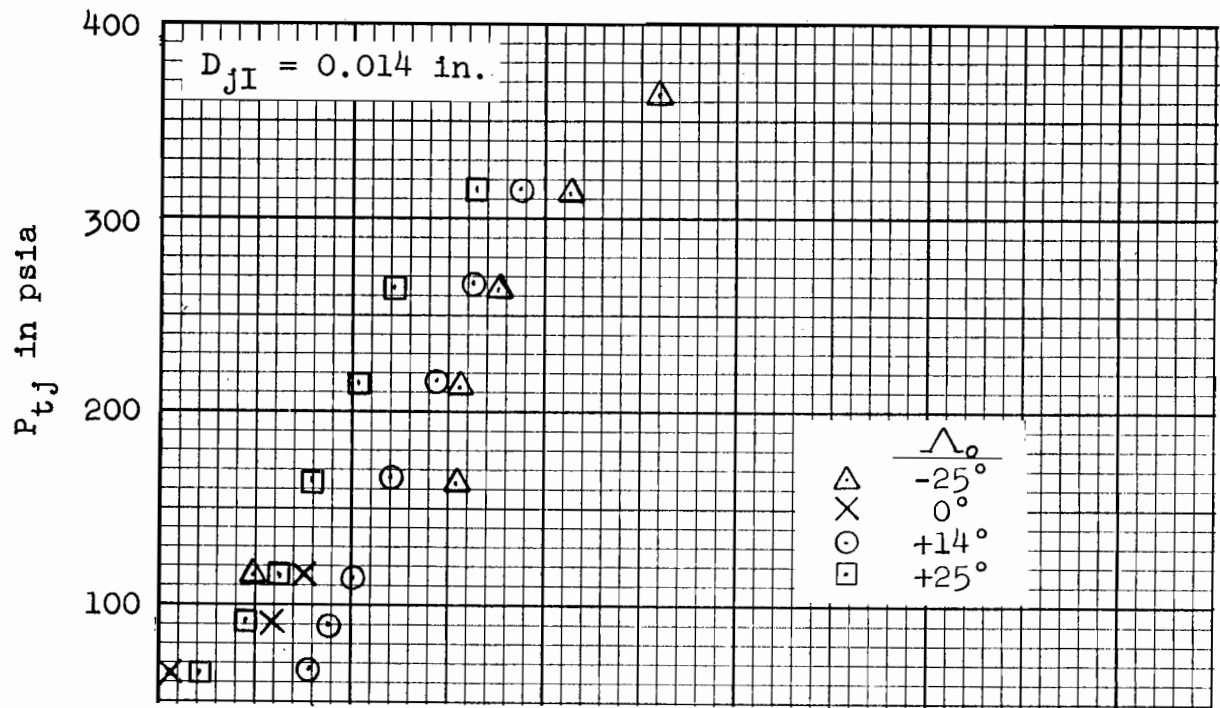 400
D_jI = 0.014 in.
300
P_tj in psia
200
Λ_o
△ -25°
× 0°
⊙ +14°
⊡ +25°
100